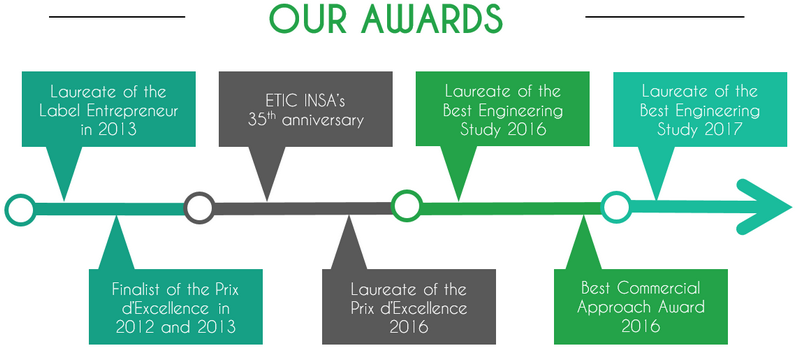 OUR AWARDS
Laureate of the
Label Entrepreneur
in 2013
ETIC INSA's
35th anniversary
Laureate of the
Best Engineering
Study 2016
Laureate of the
Best Engineering
Study 2017
Finalist of the Prix
d'Excellence in
2012 and 2013
Laureate of the
Prix d'Excellence
2016
Best Commercial
Approach Award
2016